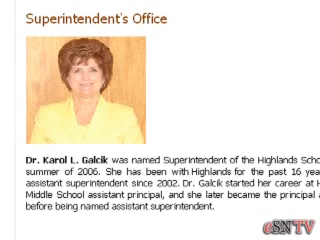 Superintendent's Office
Dr. Karol L. Galcik was named Superintendent of the Highlands Scho
summer of 2006. She has been with Highlands for the past 16 yea
assistant superintendent since 2002. Dr. Galcik started her career at H
Middle School assistant principal, and she later became the principal a
before being named assistant superintendent.
eSNTV